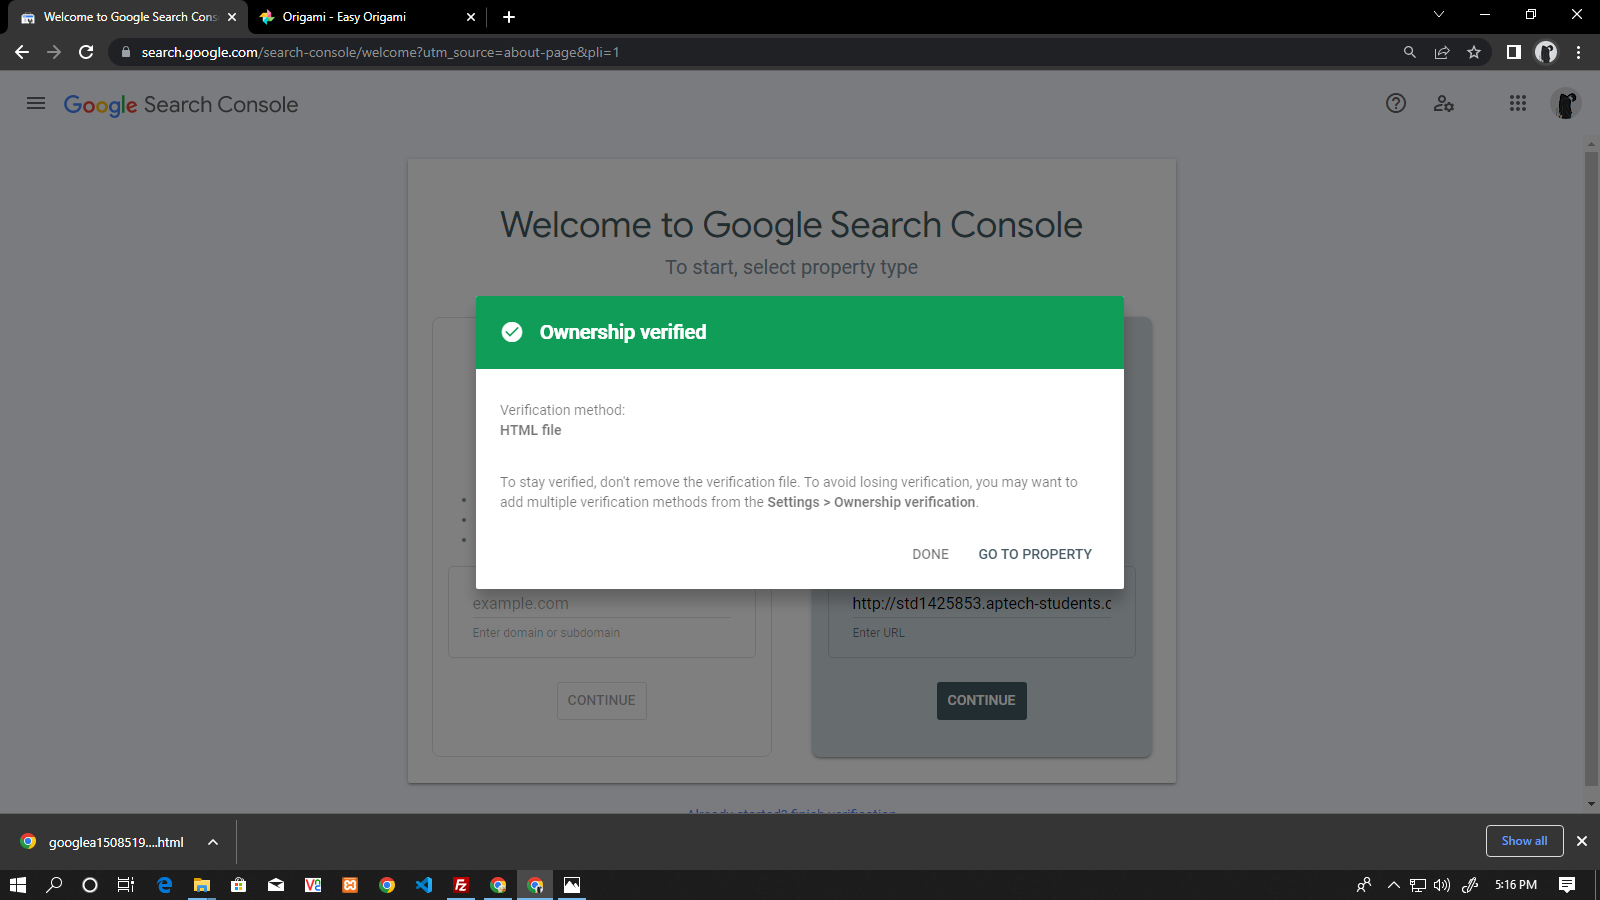 Welcome to Google Search Cons
Origami - Easy Origami
search.google.com/search-console/welcome?utm_source=about-page&pli=1
Google Search Console
Welcome to Google Search Console
To start, select property type
Ownership verified
Verification method:
HTML file
To stay verified, don't remove the verification file. To avoid losing verification, you may want to
add multiple verification methods from the Settings > Ownership verification.
DONE GO TO PROPERTY
example.com
Enter domain or subdomain
CONTINUE
http://std1425853.aptech-students.c
Enter URL
CONTINUE
Already started? finish verification
googlea1508519....html
Show all
5:16 PM